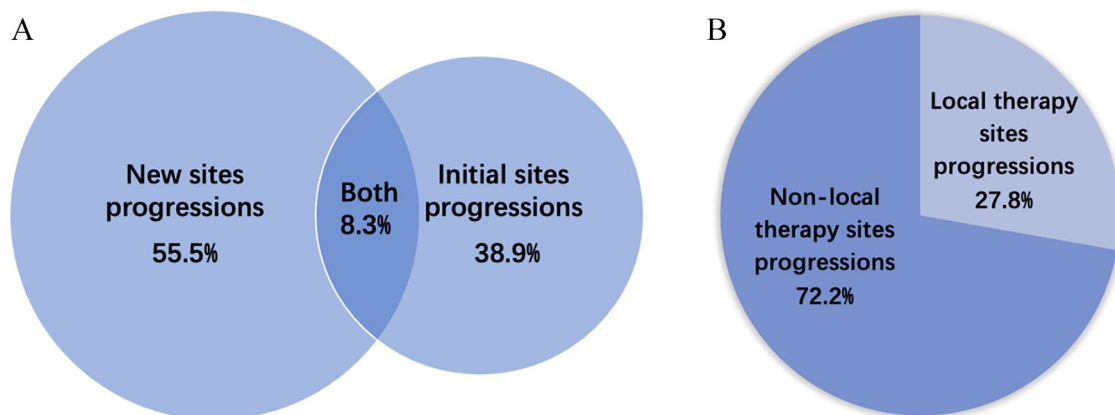 A
New sites
progressions
55.5%
Both
8.3%
Initial sites
progressions
38.9%
B
Local therapy
sites
progressions
27.8%
Non-local
therapy sites
progressions
72.2%